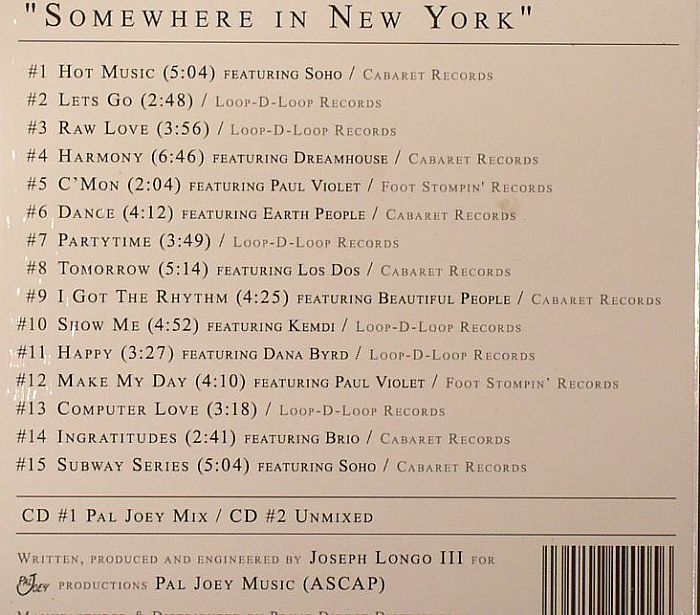 "Somewhere in New York"
#1 Hot Music (5:04) featuring Soho / Cabaret Records
#2 Lets Go (2:48) / Loop-D-Loop Records
#3 Raw Love (3:56) / Loop-D-Loop Records
#4 Harmony (6:46) featuring Dreamhouse / Cabaret Records
#5 C'Mon (2:04) featuring Paul Violet / Foot Stompin' Records
#6 Dance (4:12) featuring Earth People / Cabaret Records
#7 Partytime (3:49) / Loop-D-Loop Records
#8 Tomorrow (5:14) featuring Los Dos / Cabaret Records
#9 I Got The Rhythm (4:25) featuring Beautiful People / Cabaret Records
#10 Show Me (4:52) featuring Kemdi / Loop-D-Loop Records
#11 Happy (3:27) featuring Dana Byrd / Loop-D-Loop Records
#12 Make My Day (4:10) featuring Paul Violet / Foot Stompin' Records
#13 Computer Love (3:18) / Loop-D-Loop Records
#14 Ingratitudes (2:41) featuring Brio / Cabaret Records
#15 Subway Series (5:04) featuring Soho / Cabaret Records
CD #1 Pal Joey Mix / CD #2 Unmixed
Written, produced and engineered by Joseph Longo III for
Pal Joey productions Pal Joey Music (ASCAP)